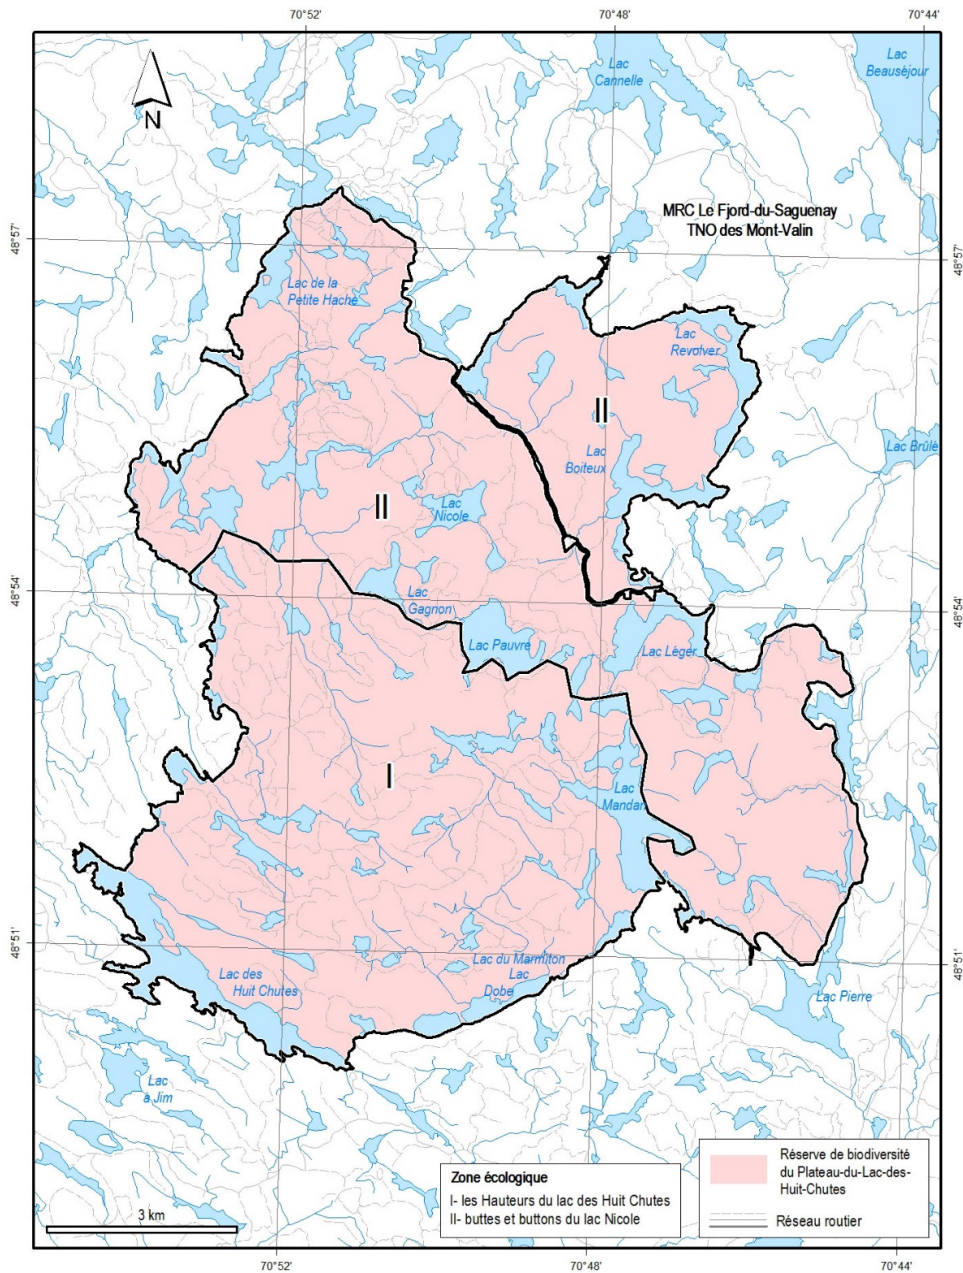 70°52'
70°48'
70°44'
Lac
Cannelle
Lac
Beauséjour
N
MRC Le Fjord-du-Saguenay
TNO des Mont-Valin
48°57'
48°57'
Lac de la
Petite Hache
Lac
Revolver
II
Lac
Boiteux
Lac Brûlé
II
Lac
Nicole
48°54'
48°54'
Lac
Gagnon
Lac Pauvre
Lac Léger
I
Lac
Mandan
48°51'
48°51'
Lac du Marmiton
Lac
Dobe
Lac des
Huit Chutes
Lac Pierre
Lac
à Jim
Zone écologique
I- les Hauteurs du lac des Huit Chutes
II- buttes et buttons du lac Nicole
Réserve de biodiversité
du Plateau-du-Lac-des-
Huit-Chutes
Réseau routier
3 km
70°52'
70°48'
70°44'